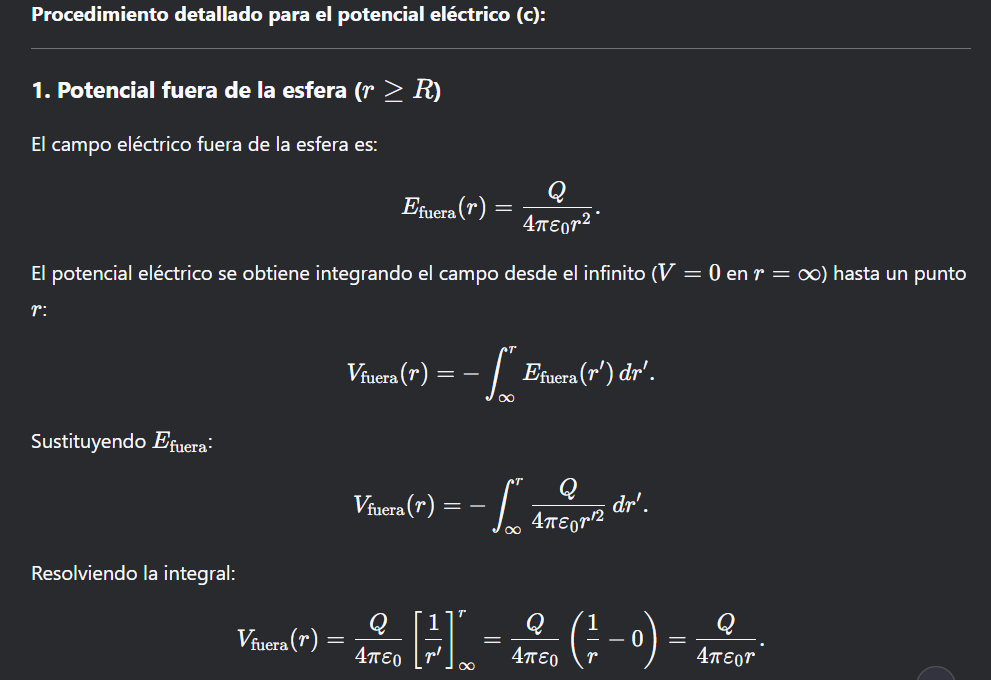 Procedimiento detallado para el potencial eléctrico (c):
1. Potencial fuera de la esfera (r ≥ R)
El campo eléctrico fuera de la esfera es:
E_fuera(r) = Q / (4πε₀r²).
El potencial eléctrico se obtiene integrando el campo desde el infinito (V = 0 en r = ∞) hasta un punto
r:
V_fuera(r) = − ∫_∞^r E_fuera(r′) dr′.
Sustituyendo E_fuera:
V_fuera(r) = − ∫_∞^r Q / (4πε₀r′²) dr′.
Resolviendo la integral:
V_fuera(r) = Q / (4πε₀) [1 / r′]_∞^r = Q / (4πε₀) (1 / r − 0) = Q / (4πε₀r).